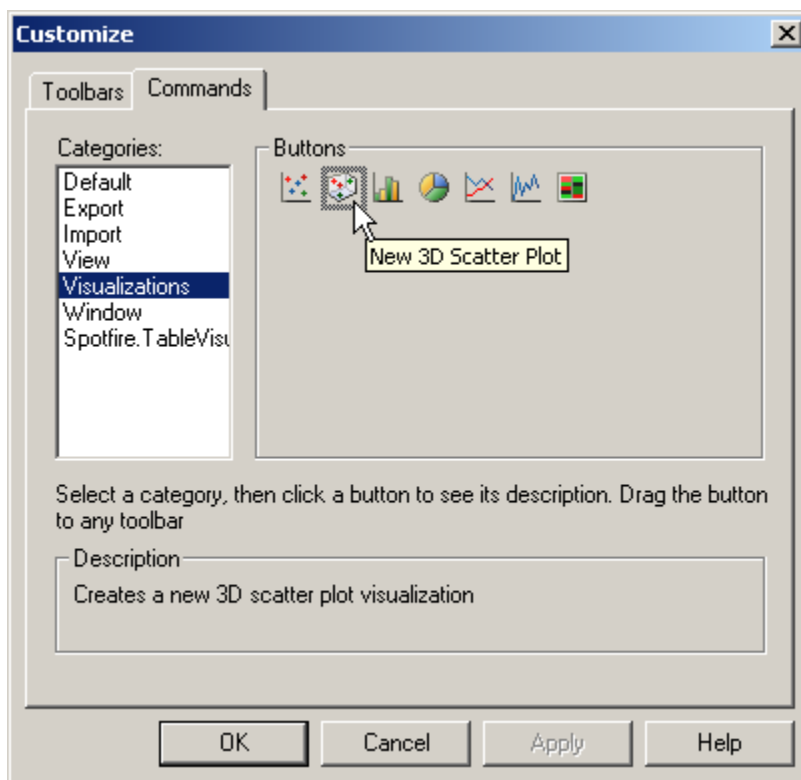 Customize
Toolbars
Commands
Categories:
Default
Export
Import
View
Visualizations
Window
Spotfire.TableVisu
Buttons
New 3D Scatter Plot
Select a category, then click a button to see its description. Drag the button
to any toolbar
Description
Creates a new 3D scatter plot visualization
OK
Cancel
Apply
Help